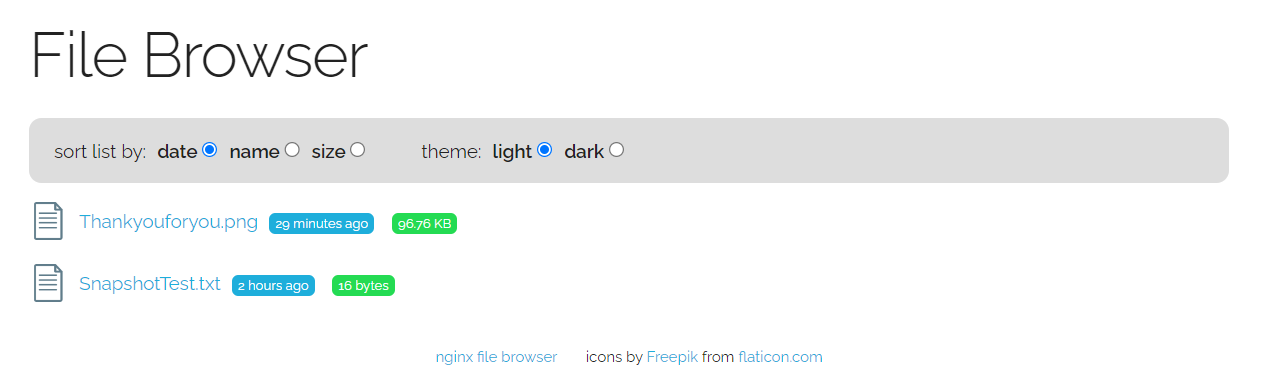 File Browser
sort list by: date name size theme: light dark
Thankyouforyou.png 29 minutes ago 96.76 KB
SnapshotTest.txt 2 hours ago 16 bytes
nginx file browser icons by Freepik from flaticon.com